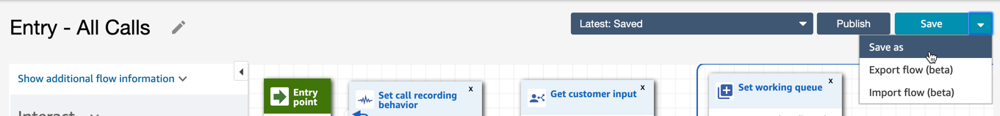 Entry - All Calls
Latest: Saved
Publish
Save
Save as
Export flow (beta)
Import flow (beta)
Show additional flow information
Interact
Entry
point
Set call recording
behavior
x
Get customer input
x
Set working queue
x